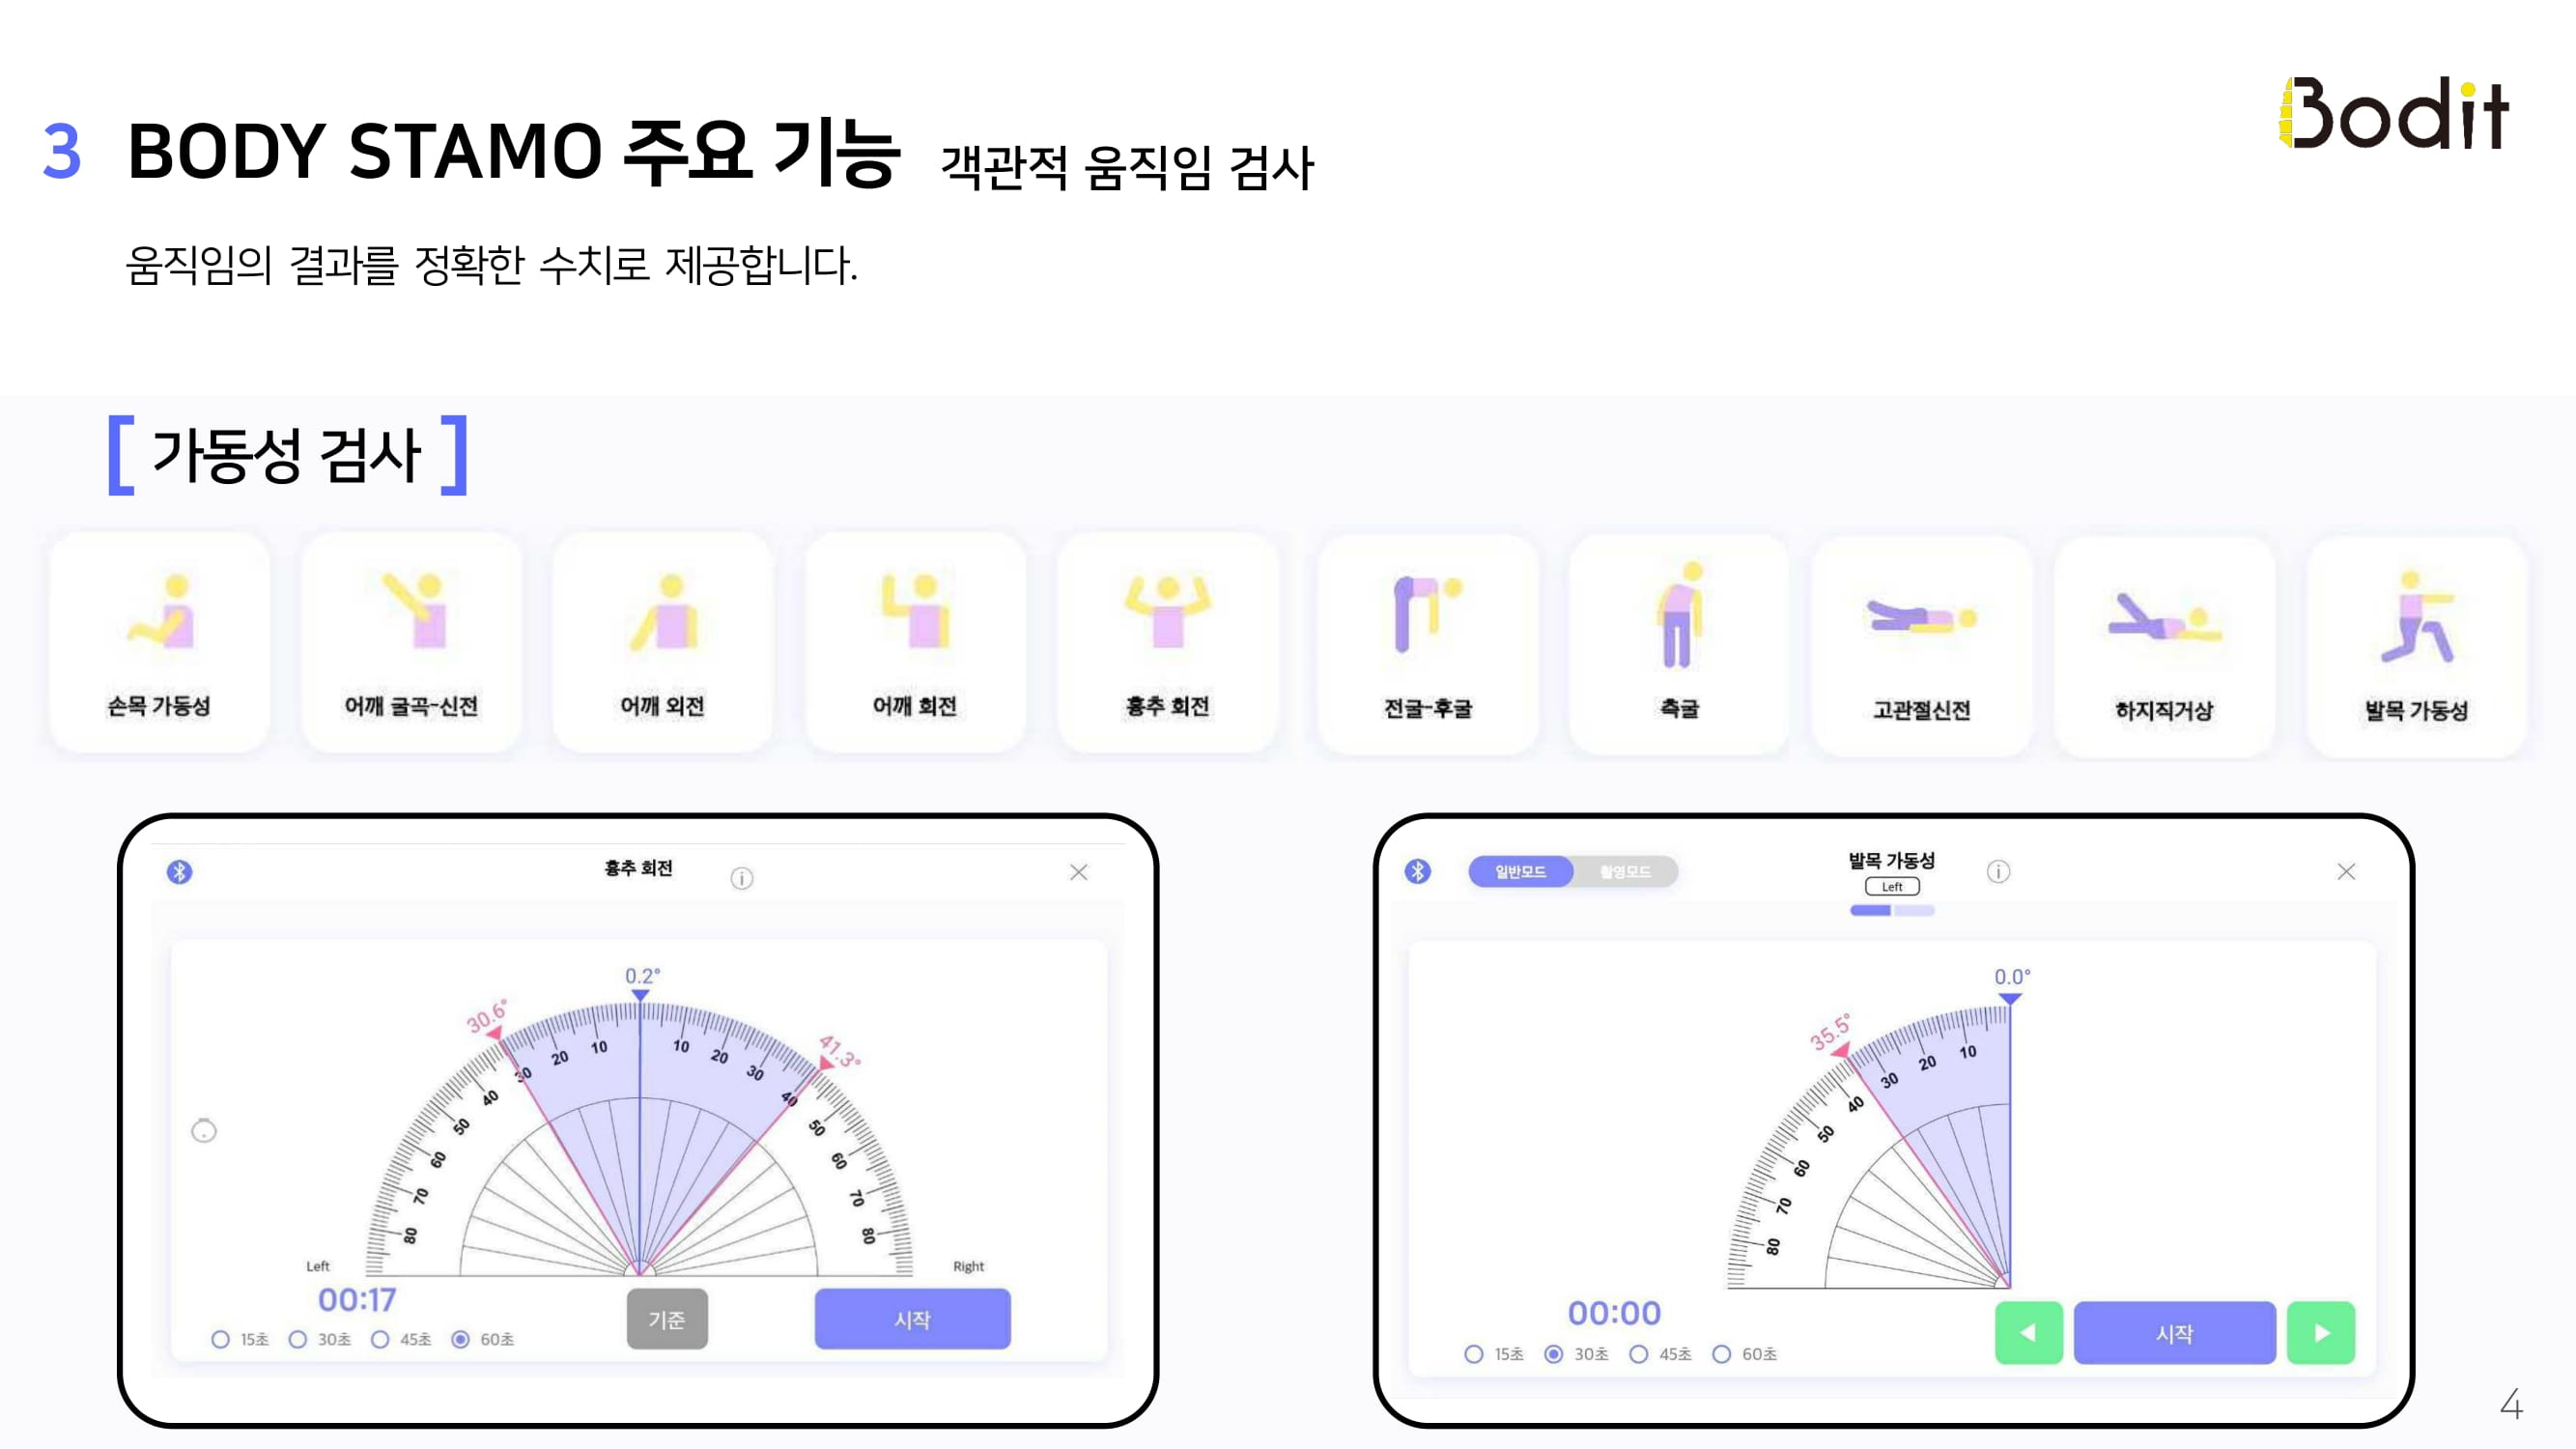 3 BODY STAMO 주요 기능 객관적 움직임 검사
Bodit
움직임의 결과를 정확한 수치로 제공합니다.
[ 가동성 검사 ]
손목 가동성
어깨 굴곡-신전
어깨 외전
어깨 회전
흉추 회전
전굴-후굴
측굴
고관절신전
하지직거상
발목 가동성
흉추 회전
0.2°
30.6°
41.3°
80 70 60 50 40 30 20 10 10 20 30 40 50 60 70 80
Left
Right
00:17
15초 30초 45초 60초
기준
시작
일반모드 촬영모드
발목 가동성
Left
0.0°
35.5°
80 70 60 50 40 30 20 10
00:00
15초 30초 45초 60초
시작
4